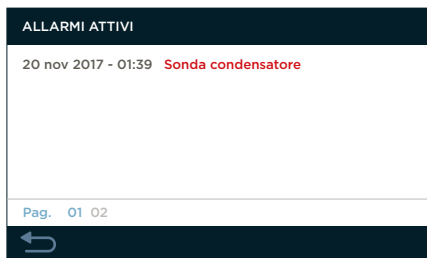 ALLARMI ATTIVI
20 nov 2017 - 01:39 Sonda condensatore
Pag. 01 02